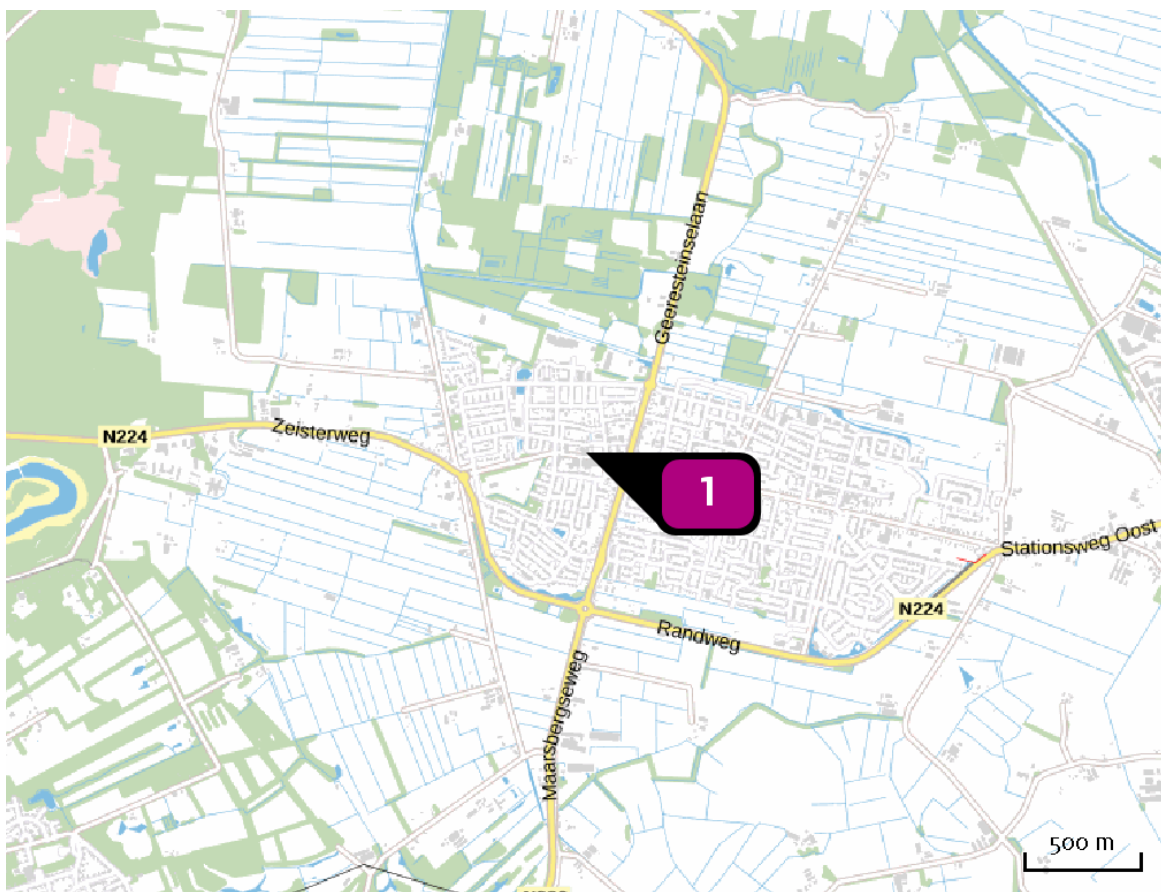 Geeresteinselaan
N224
Zeisterweg
1
Stationsweg Oost
N224
Randweg
Maarsbergseweg
500 m